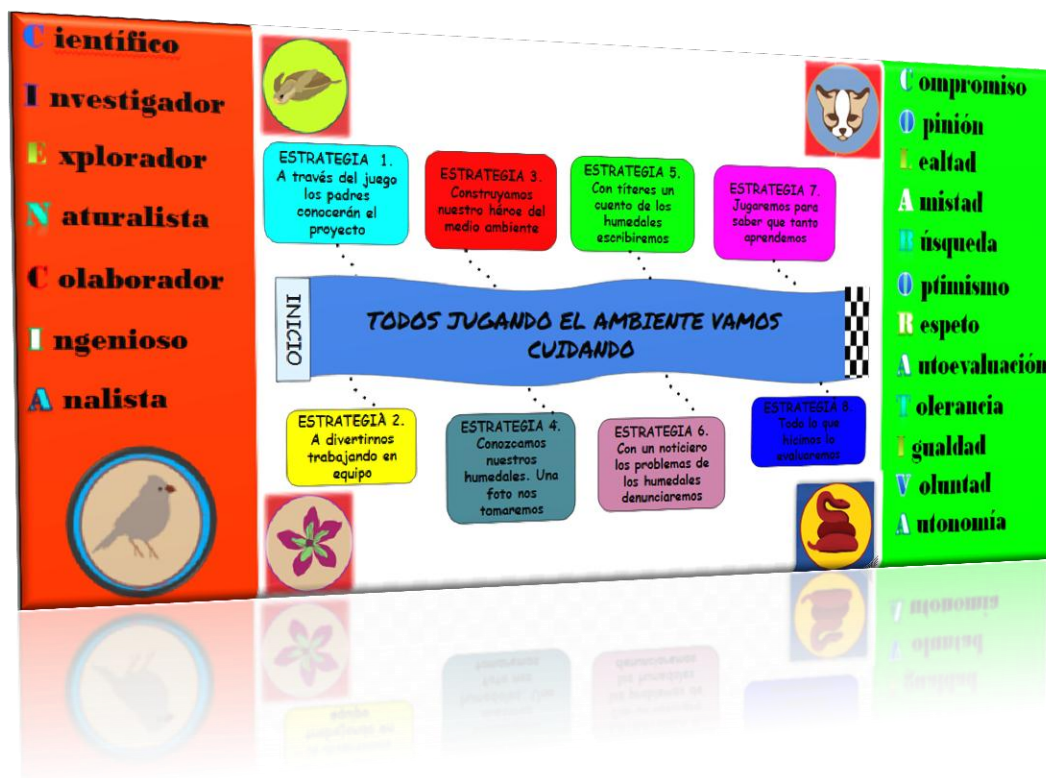 Científico
Investigador
Explorador
Naturalista
Colaborador
Ingenioso
Analista
ESTRATEGIA 1.
A través del juego
los padres
conocerán el
proyecto
ESTRATEGIA 3.
Construyamos
nuestro héroe del
medio ambiente
ESTRATEGIA 5.
Con títeres un
cuento de los
humedales
escribiremos
ESTRATEGIA 7.
Jugaremos para
saber que tanto
aprendemos
INICIO
TODOS JUGANDO EL AMBIENTE VAMOS
CUIDANDO
ESTRATEGIA 2.
A divertirnos
trabajando en
equipo
ESTRATEGIA 4.
Conozcamos
nuestros
humedales. Una
foto nos
tomaremos
ESTRATEGIA 6.
Con un noticiero
los problemas de
los humedales
denunciaremos
ESTRATEGIA 8.
Todo lo que
hicimos lo
evaluaremos
Compromiso
Opinión
Lealtad
Amistad
Búsqueda
Optimismo
Respeto
Autoevaluación
Tolerancia
Igualdad
Voluntad
Autonomía